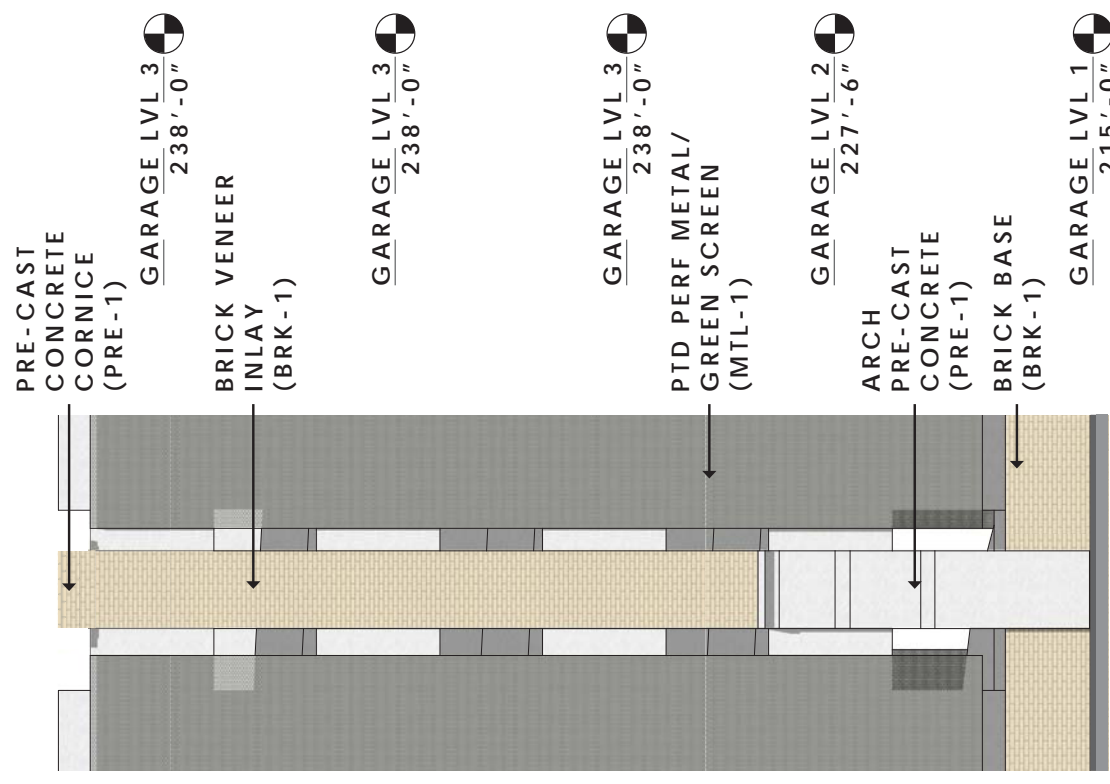 PRE-CAST
CONCRETE
CORNICE
(PRE-1)
GARAGE LVL 3
238'-0"
BRICK VENEER
INLAY
(BRK-1)
GARAGE LVL 3
238'-0"
GARAGE LVL 3
238'-0"
PTD PERF METAL/
GREEN SCREEN
(MTL-1)
GARAGE LVL 2
227'-6"
ARCH
PRE-CAST
CONCRETE
(PRE-1)
BRICK BASE
(BRK-1)
GARAGE LVL 1
215'-0"